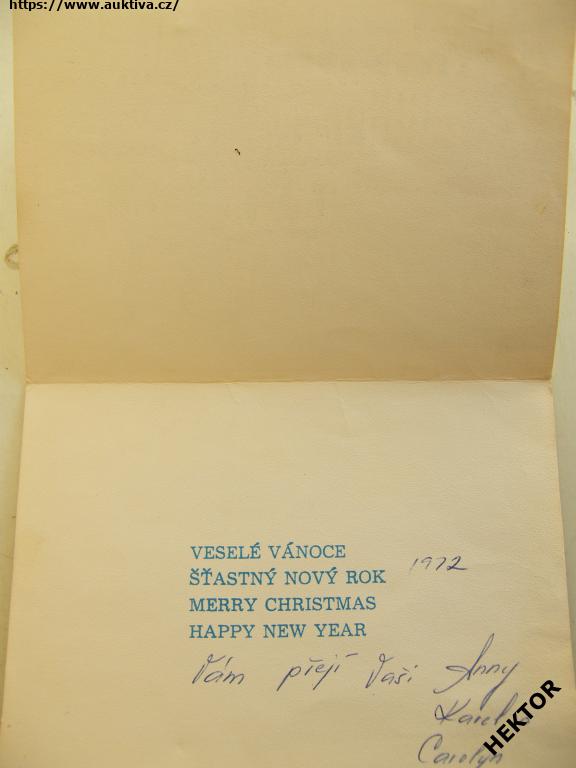 https://www.auktiva.cz/
VESELÉ VÁNOCE
ŠŤASTNÝ NOVÝ ROK 1972
MERRY CHRISTMAS
HAPPY NEW YEAR
Vám přejí Vaši Anny
Carolyn
HEKTOR